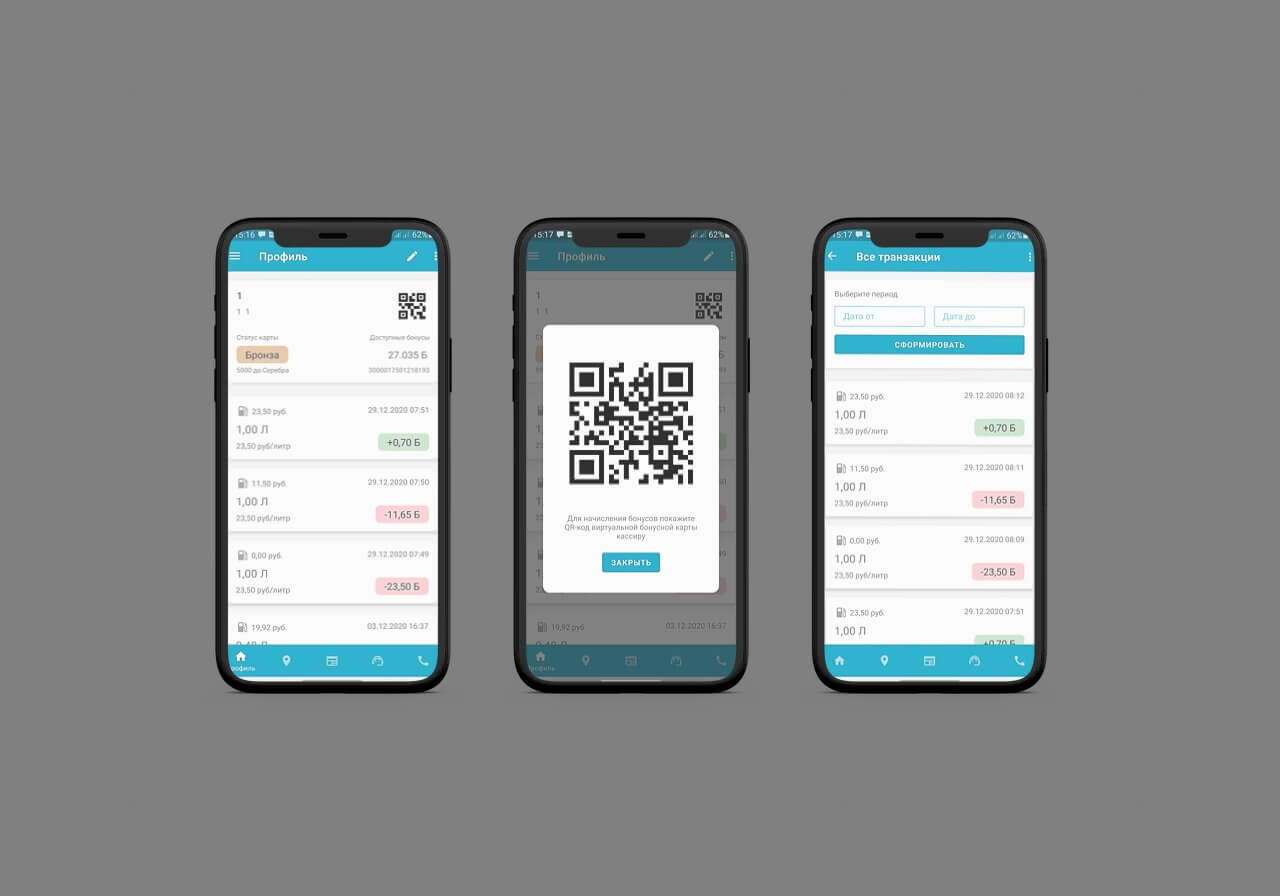 15:16
62%
Профиль
1
1 1
Статус карты
Доступные бонусы
Бронза
27.035 Б
5000 до Серебра
3000017501218193
23,50 руб.
29.12.2020 07:51
1,00 Л
23,50 руб/литр
+0,70 Б
11,50 руб.
29.12.2020 07:50
1,00 Л
23,50 руб/литр
-11,65 Б
0,00 руб.
29.12.2020 07:49
1,00 Л
23,50 руб/литр
-23,50 Б
19,92 руб.
03.12.2020 16:37
15:17
62%
Профиль
1
1 1
Для начисления бонусов покажите
QR-код виртуальной бонусной карты
кассиру
ЗАКРЫТЬ
19,92 руб
03.12.2020 16:37
15:17
62%
Все транзакции
Выберите период
Дата от
Дата до
СФОРМИРОВАТЬ
23,50 руб.
29.12.2020 08:12
1,00 Л
23,50 руб/литр
+0,70 Б
11,50 руб.
29.12.2020 08:11
1,00 Л
23,50 руб/литр
-11,65 Б
0,00 руб.
29.12.2020 08:09
1,00 Л
23,50 руб/литр
-23,50 Б
23,50 руб.
29.12.2020 07:51
1,00 Л
+0,70 Б